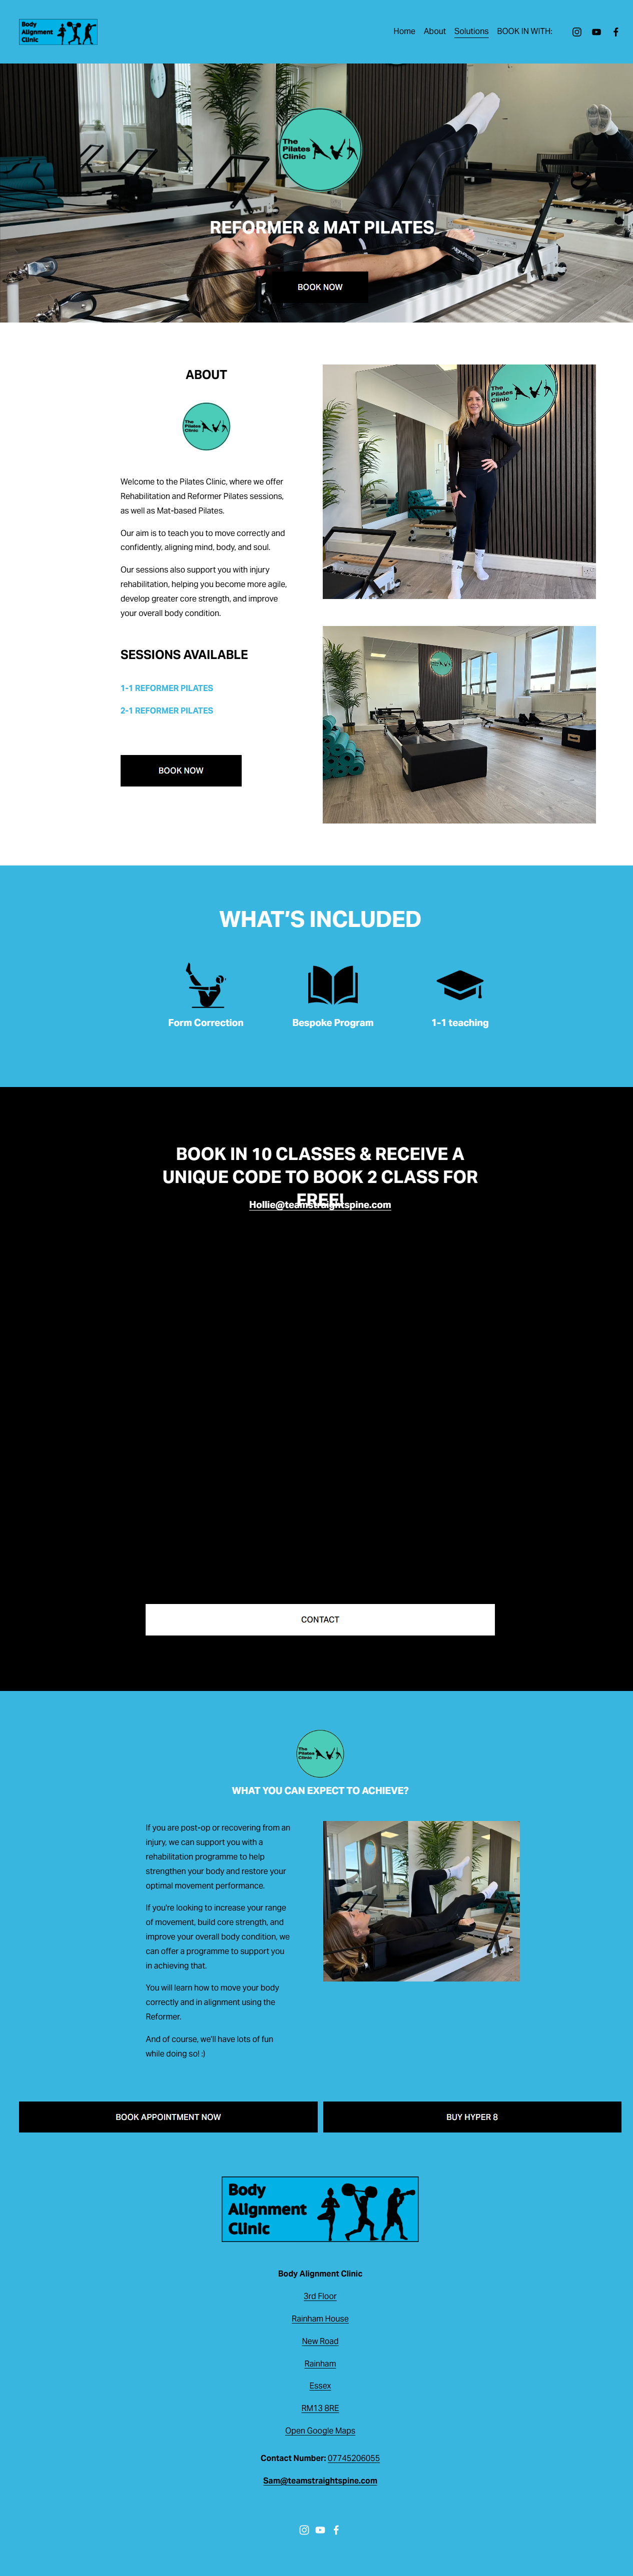 Body
Alignment
Clinic
Home About Solutions BOOK IN WITH:
The
Pilates
Clinic
REFORMER & MAT PILATES
BOOK NOW
ABOUT
The
Pilates
Clinic
Welcome to the Pilates Clinic, where we offer
Rehabilitation and Reformer Pilates sessions,
as well as Mat-based Pilates.
Our aim is to teach you to move correctly and
confidently, aligning mind, body, and soul.
Our sessions also support you with injury
rehabilitation, helping you become more agile,
develop greater core strength, and improve
your overall body condition.
SESSIONS AVAILABLE
1-1 REFORMER PILATES
2-1 REFORMER PILATES
BOOK NOW
The
Pilates
Clinic
WHAT’S INCLUDED
Form Correction
Bespoke Program
1-1 teaching
BOOK IN 10 CLASSES & RECEIVE A
UNIQUE CODE TO BOOK 2 CLASS FOR
FREE!
Hollie@teamstraightspine.com
CONTACT
The
Pilates
Clinic
WHAT YOU CAN EXPECT TO ACHIEVE?
If you are post-op or recovering from an
injury, we can support you with a
rehabilitation programme to help
strengthen your body and restore your
optimal movement performance.
If you're looking to increase your range
of movement, build core strength, and
improve your overall body condition, we
can offer a programme to support you
in achieving that.
You will learn how to move your body
correctly and in alignment using the
Reformer.
And of course, we'll have lots of fun
while doing so! :)
BOOK APPOINTMENT NOW
BUY HYPER 8
Body
Alignment
Clinic
Body Alignment Clinic
3rd Floor
Rainham House
New Road
Rainham
Essex
RM13 8RE
Open Google Maps
Contact Number: 07745206055
Sam@teamstraightspine.com